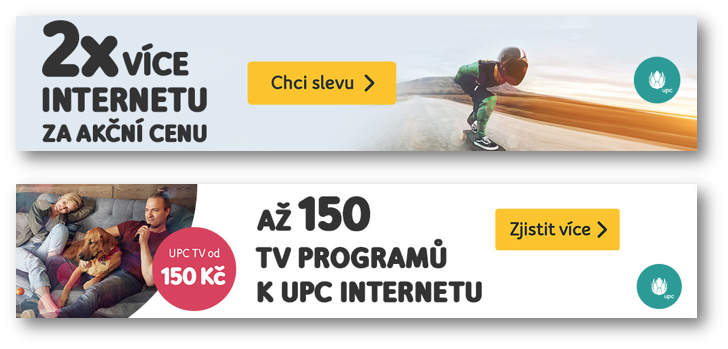 2x VÍCE
INTERNETU
ZA AKČNÍ CENU
Chci slevu
upc
UPC TV od
150 Kč
AŽ 150
TV PROGRAMŮ
K UPC INTERNETU
Zjistit více
upc